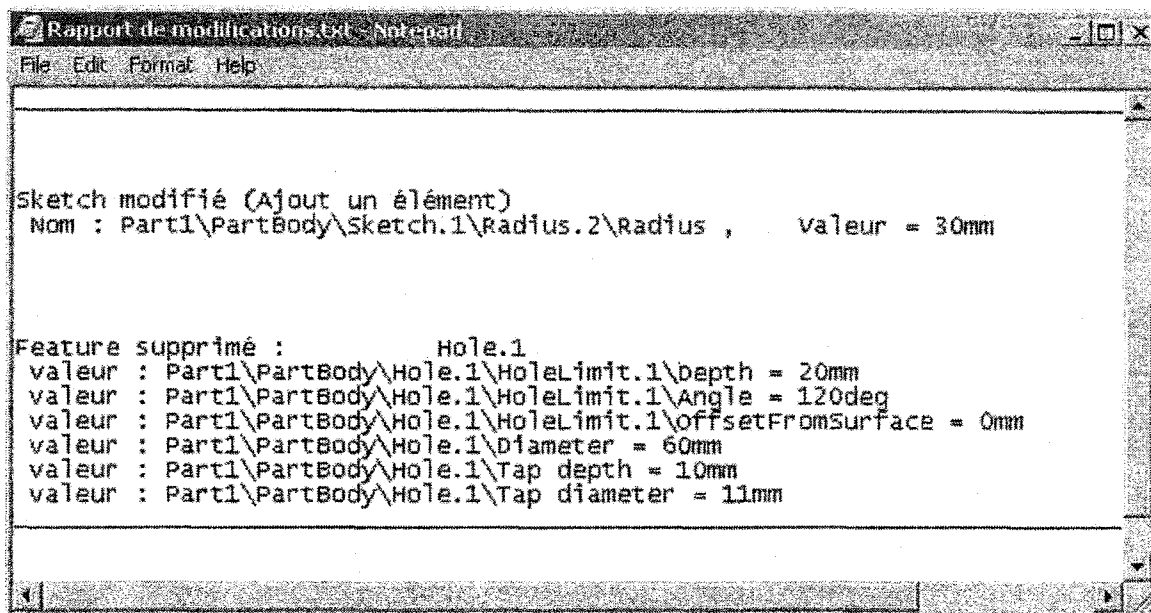 Rapport de modifications.txt - Notepad
File Edit Format Help
Sketch modifié (Ajout un élément)
Nom : Part1\PartBody\Sketch.1\Radius.2\Radius , Valeur = 30mm
Feature supprimé : Hole.1
valeur : Part1\PartBody\Hole.1\HoleLimit.1\Depth = 20mm
valeur : Part1\PartBody\Hole.1\HoleLimit.1\Angle = 120deg
valeur : Part1\PartBody\Hole.1\HoleLimit.1\OffsetFromSurface = 0mm
valeur : Part1\PartBody\Hole.1\Diameter = 60mm
valeur : Part1\PartBody\Hole.1\Tap depth = 10mm
valeur : Part1\PartBody\Hole.1\Tap diameter = 11mm